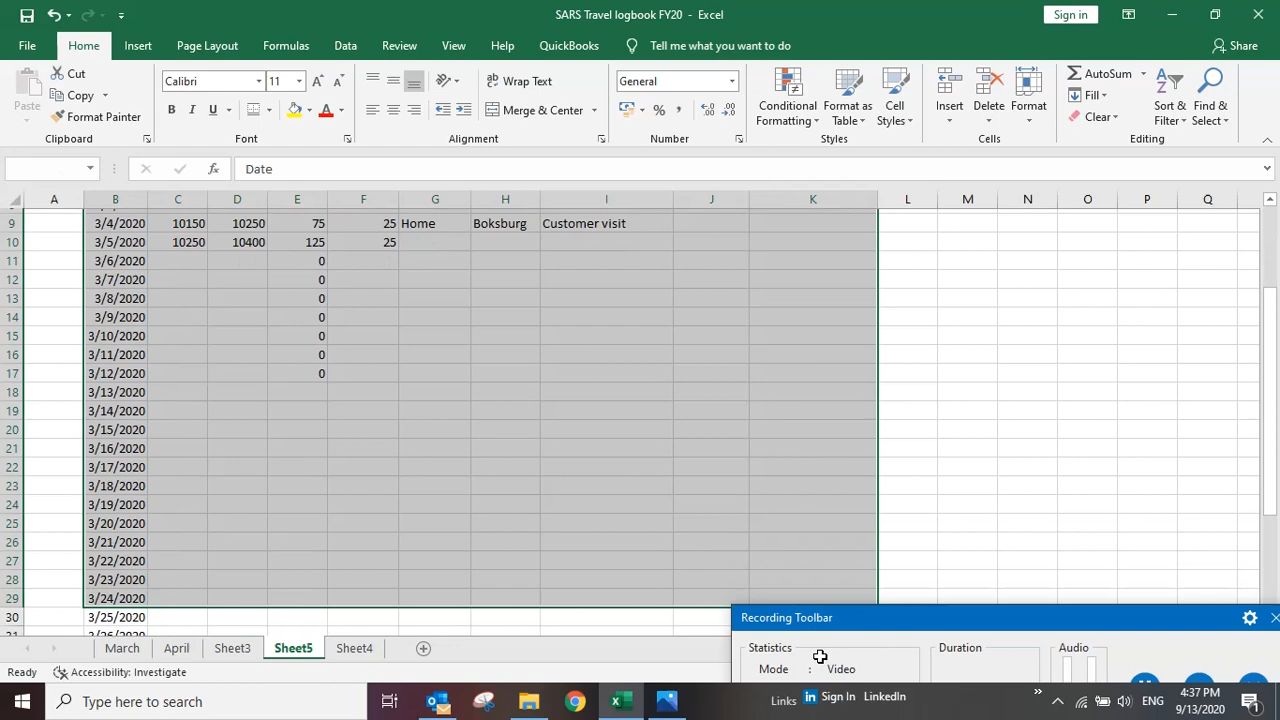 SARS Travel logbook FY20 - Excel
Sign in
File Home Insert Page Layout Formulas Data Review View Help QuickBooks Tell me what you want to do Share
Paste Cut Copy Format Painter Clipboard
Calibri 11 B I U A Font
Wrap Text Merge & Center Alignment
General % , Number
Conditional Formatting Format as Table Cell Styles Styles
Insert Delete Format Cells
AutoSum Fill Clear Sort & Filter Find & Select Editing
fx Date
A B C D E F G H I J K L M N O P Q
9 3/4/2020 10150 10250 75 25 Home Boksburg Customer visit
10 3/5/2020 10250 10400 125 25
11 3/6/2020 0
12 3/7/2020 0
13 3/8/2020 0
14 3/9/2020 0
15 3/10/2020 0
16 3/11/2020 0
17 3/12/2020 0
18 3/13/2020
19 3/14/2020
20 3/15/2020
21 3/16/2020
22 3/17/2020
23 3/18/2020
24 3/19/2020
25 3/20/2020
26 3/21/2020
27 3/22/2020
28 3/23/2020
29 3/24/2020
30 3/25/2020
Recording Toolbar
Statistics Duration Audio
Mode : Video
March April Sheet3 Sheet5 Sheet4
Ready Accessibility: Investigate
Type here to search
Links in Sign In LinkedIn » ENG 4:37 PM
9/13/2020 1